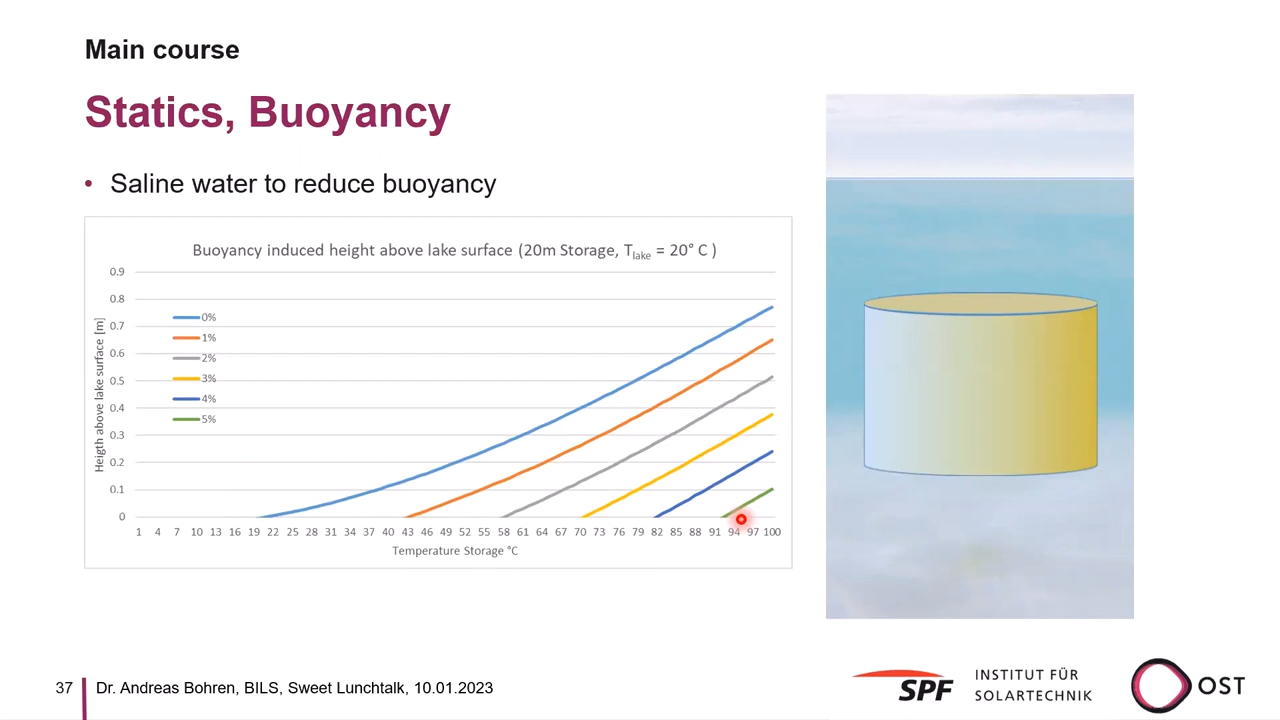 Main course
Statics, Buoyancy
• Saline water to reduce buoyancy
Buoyancy induced height above lake surface (20m Storage, Tlake = 20° C )
Heigth above lake surface [m]
0.9
0.8
0.7
0.6
0.5
0.4
0.3
0.2
0.1
0
0%
1%
2%
3%
4%
5%
1 4 7 10 13 16 19 22 25 28 31 34 37 40 43 46 49 52 55 58 61 64 67 70 73 76 79 82 85 88 91 94 97 100
Temperature Storage °C
37 Dr. Andreas Bohren, BILS, Sweet Lunchtalk, 10.01.2023
SPF
INSTITUT FÜR
SOLARTECHNIK
OST